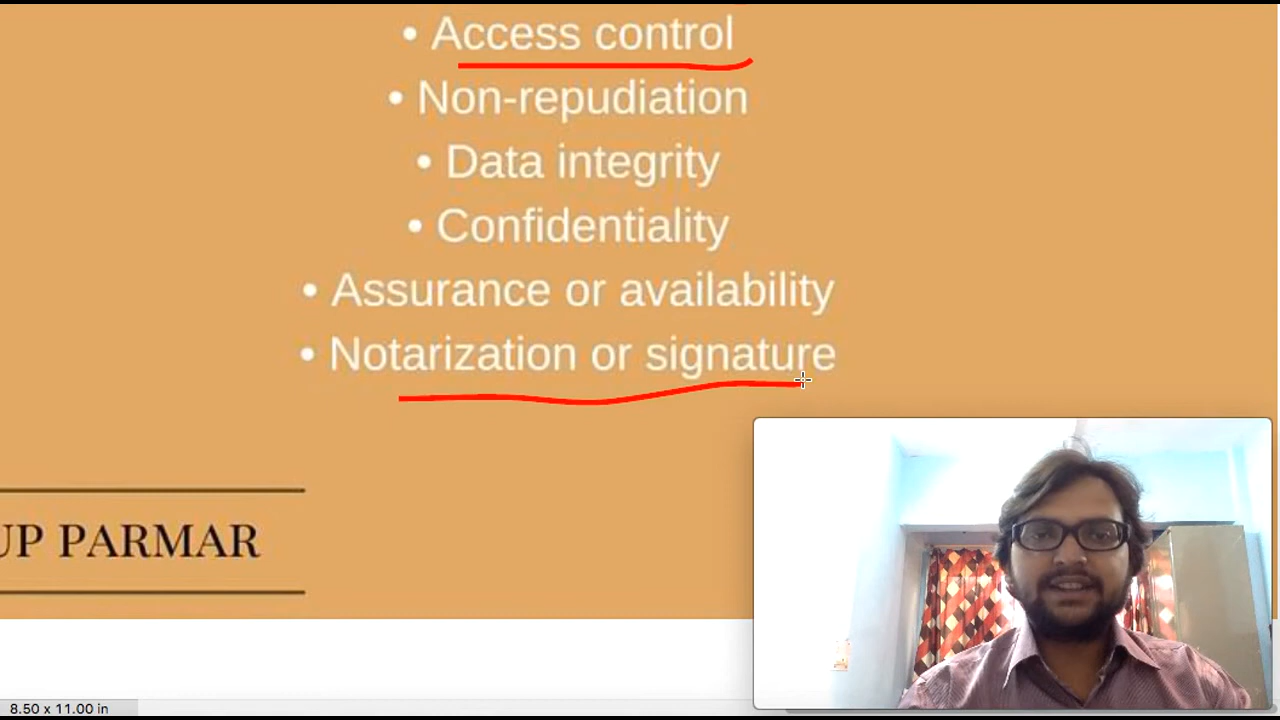 • Access control
• Non-repudiation
• Data integrity
• Confidentiality
• Assurance or availability
• Notarization or signature
UP PARMAR
8.50 x 11.00 in